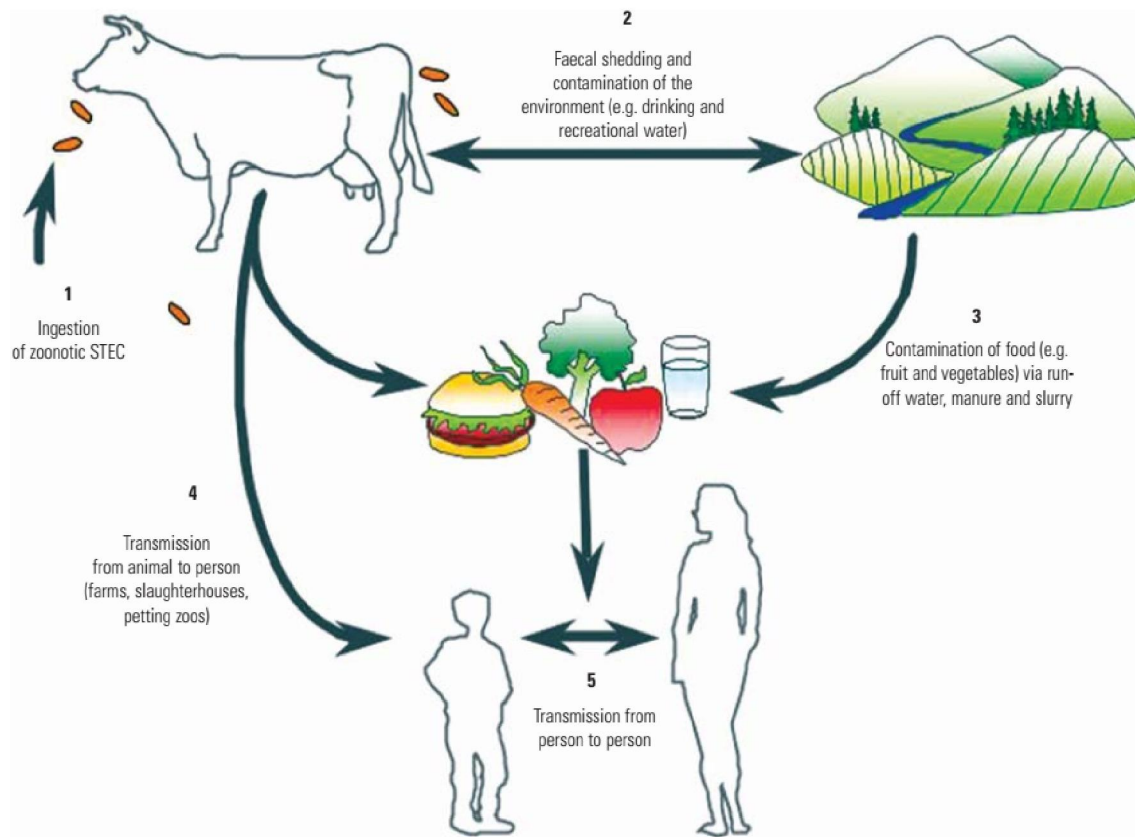 2
Faecal shedding and
contamination of the
environment (e.g. drinking and
recreational water)
1
Ingestion
of zoonotic STEC
3
Contamination of food (e.g.
fruit and vegetables) via run-
off water, manure and slurry
4
Transmission
from animal to person
(farms, slaughterhouses,
petting zoos)
5
Transmission from
person to person